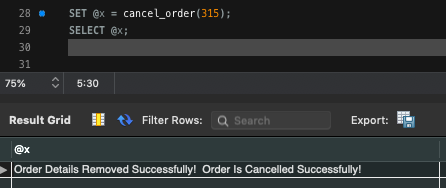 28 SET @x = cancel_order(315);
29 SELECT @x;
30
31
75% 5:30
Result Grid Filter Rows: Search Export:
@x
Order Details Removed Successfully!  Order Is Cancelled Successfully!